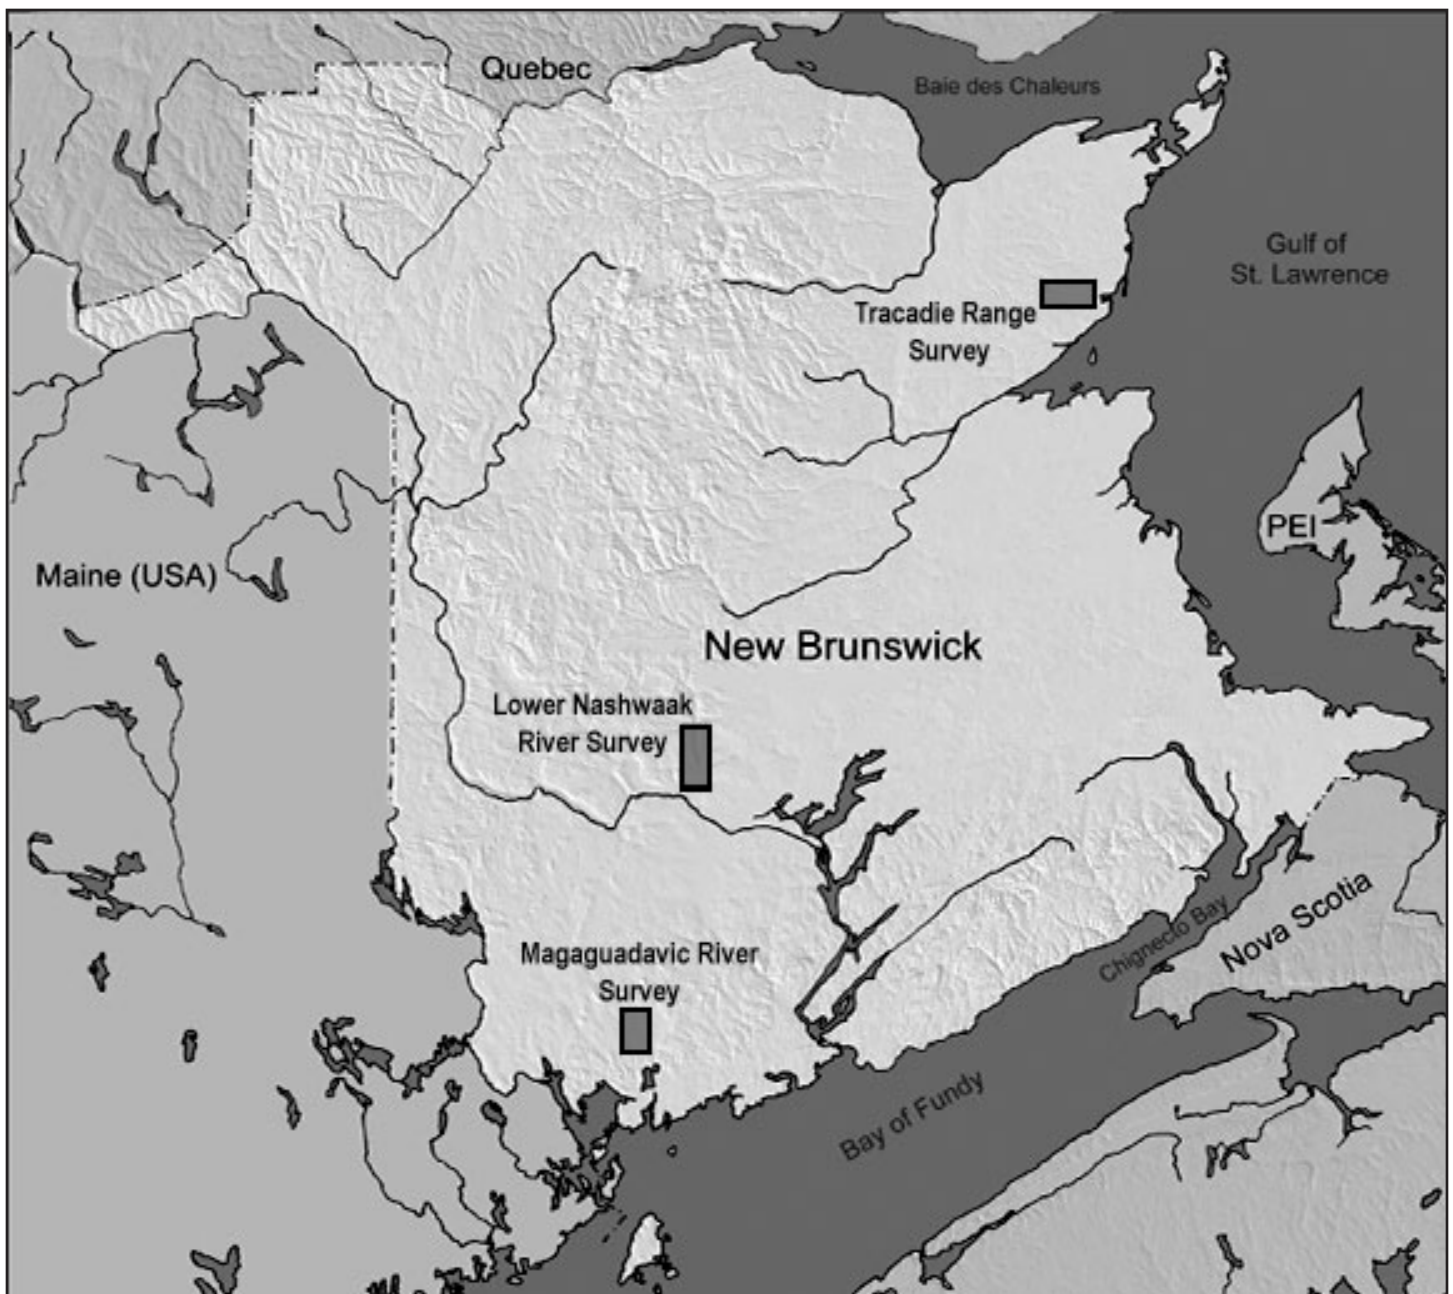 Quebec
Baie des Chaleurs
Gulf of
St. Lawrence
Tracadie Range
Survey
PEI
Maine (USA)
New Brunswick
Lower Nashwaak
River Survey
Chignecto Bay
Nova Scotia
Magaguadavic River
Survey
Bay of Fundy